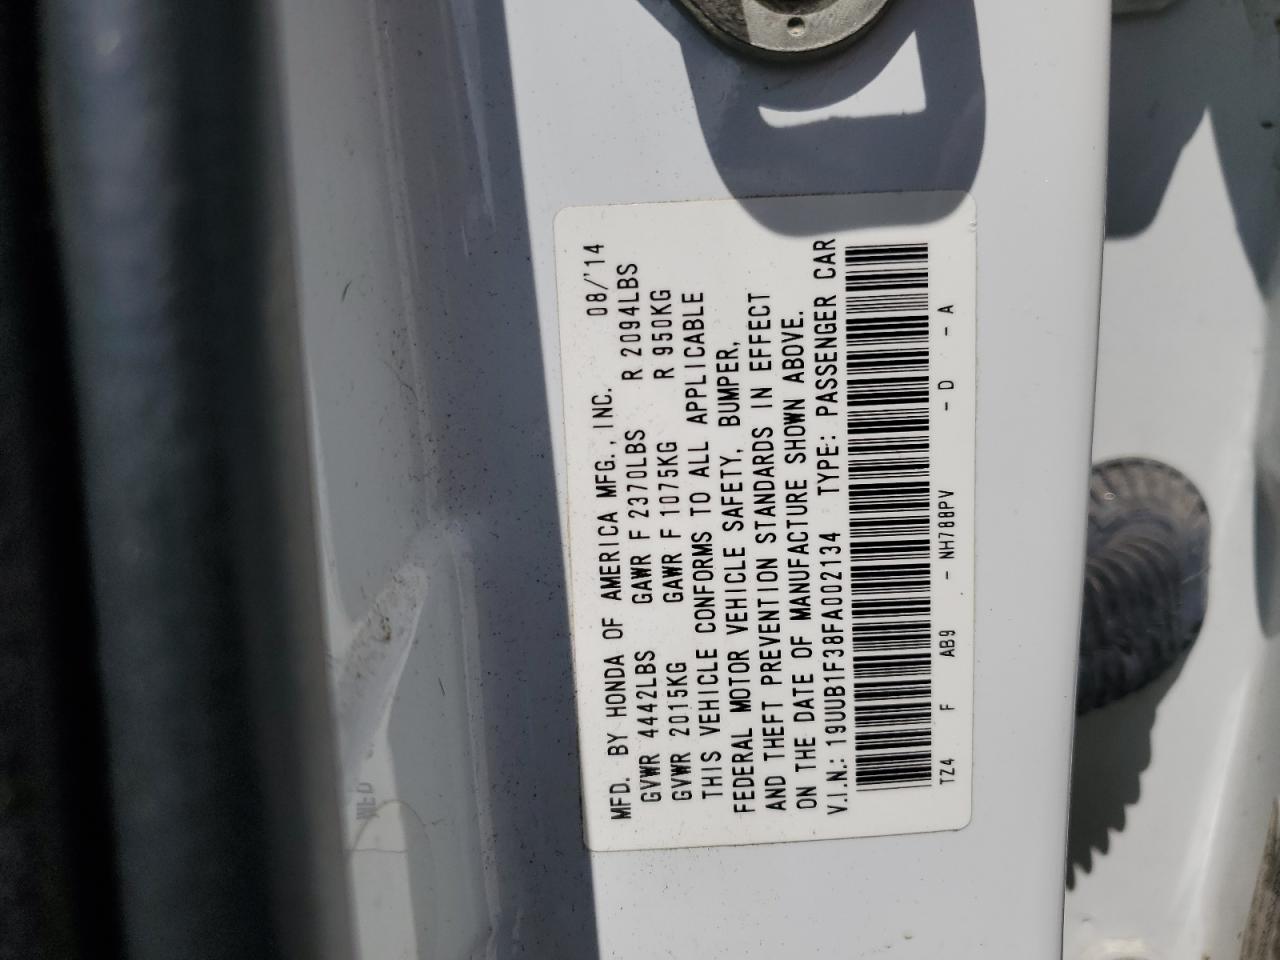 MFD. BY HONDA OF AMERICA MFG., INC. 08/'14
GVWR 4442LBS GAWR F 2370LBS R 2094LBS
GVWR 2015KG GAWR F 1075KG R 950KG
THIS VEHICLE CONFORMS TO ALL APPLICABLE
FEDERAL MOTOR VEHICLE SAFETY, BUMPER,
AND THEFT PREVENTION STANDARDS IN EFFECT
ON THE DATE OF MANUFACTURE SHOWN ABOVE.
V.I.N.: 19UUB1F38FA002134 TYPE: PASSENGER CAR
TZ4 F AB9 - NH788PV - D - A